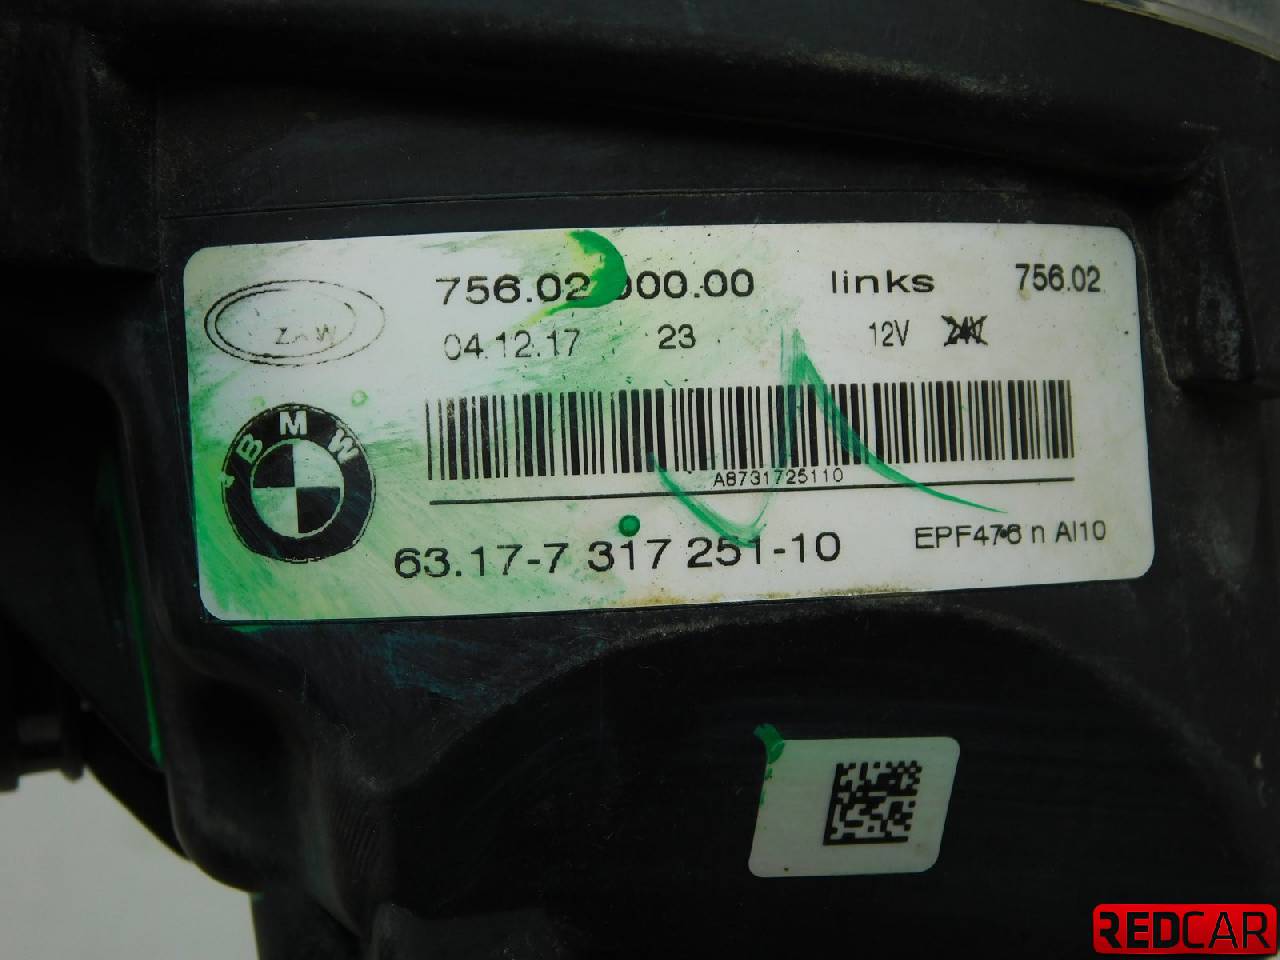 756.02 000.00 links 756.02
ZKW 04.12.17 23 12V 24V
BMW
A8731725110
63.17-7 317 251-10 EPF476 n Al10
REDCAR